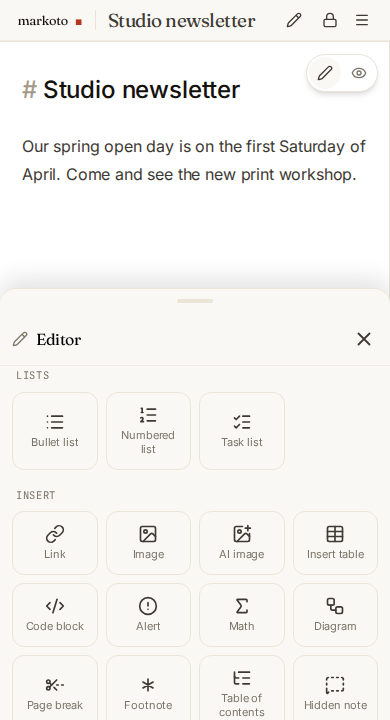 markoto
Studio newsletter
# Studio newsletter
Our spring open day is on the first Saturday of
April. Come and see the new print workshop.
Editor
LISTS
Bullet list
Numbered
list
Task list
INSERT
Link
Image
AI image
Insert table
Code block
Alert
Math
Diagram
Page break
Footnote
Table of
contents
Hidden note